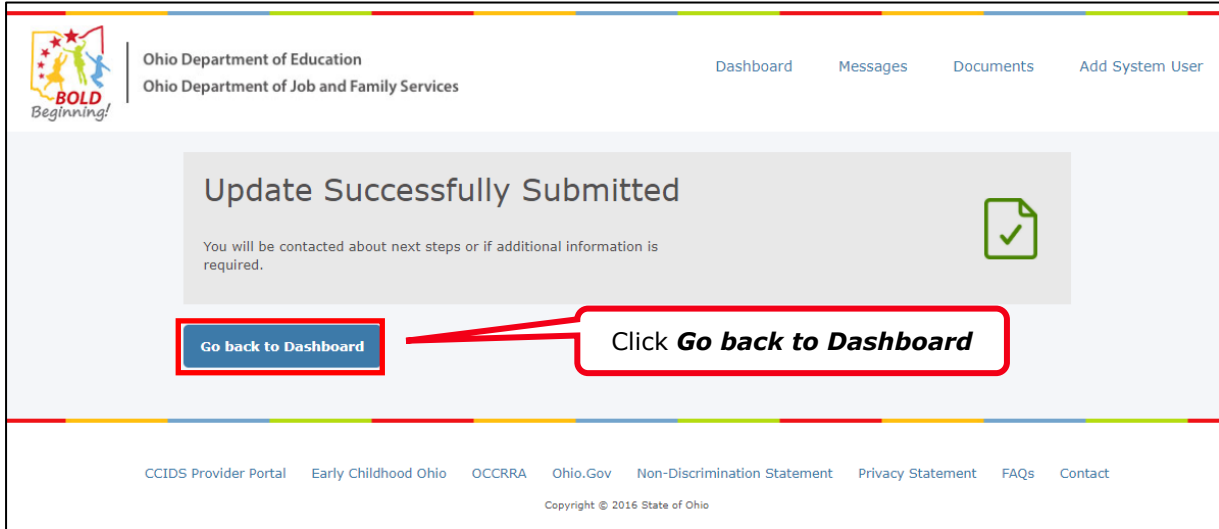 BOLD
Beginning!
Ohio Department of Education
Ohio Department of Job and Family Services
Dashboard Messages Documents Add System User
Update Successfully Submitted
You will be contacted about next steps or if additional information is
required.
Go back to Dashboard
Click Go back to Dashboard
CCIDS Provider Portal Early Childhood Ohio OCCRRA Ohio.Gov Non-Discrimination Statement Privacy Statement FAQs Contact
Copyright © 2016 State of Ohio